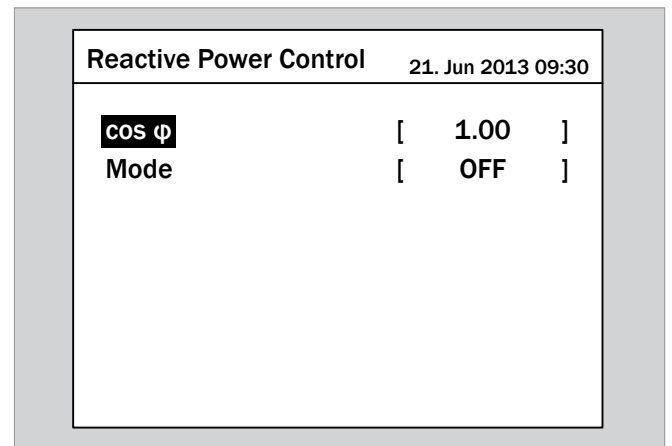 Reactive Power Control 21. Jun 2013 09:30
cos φ [ 1.00 ]
Mode [ OFF ]